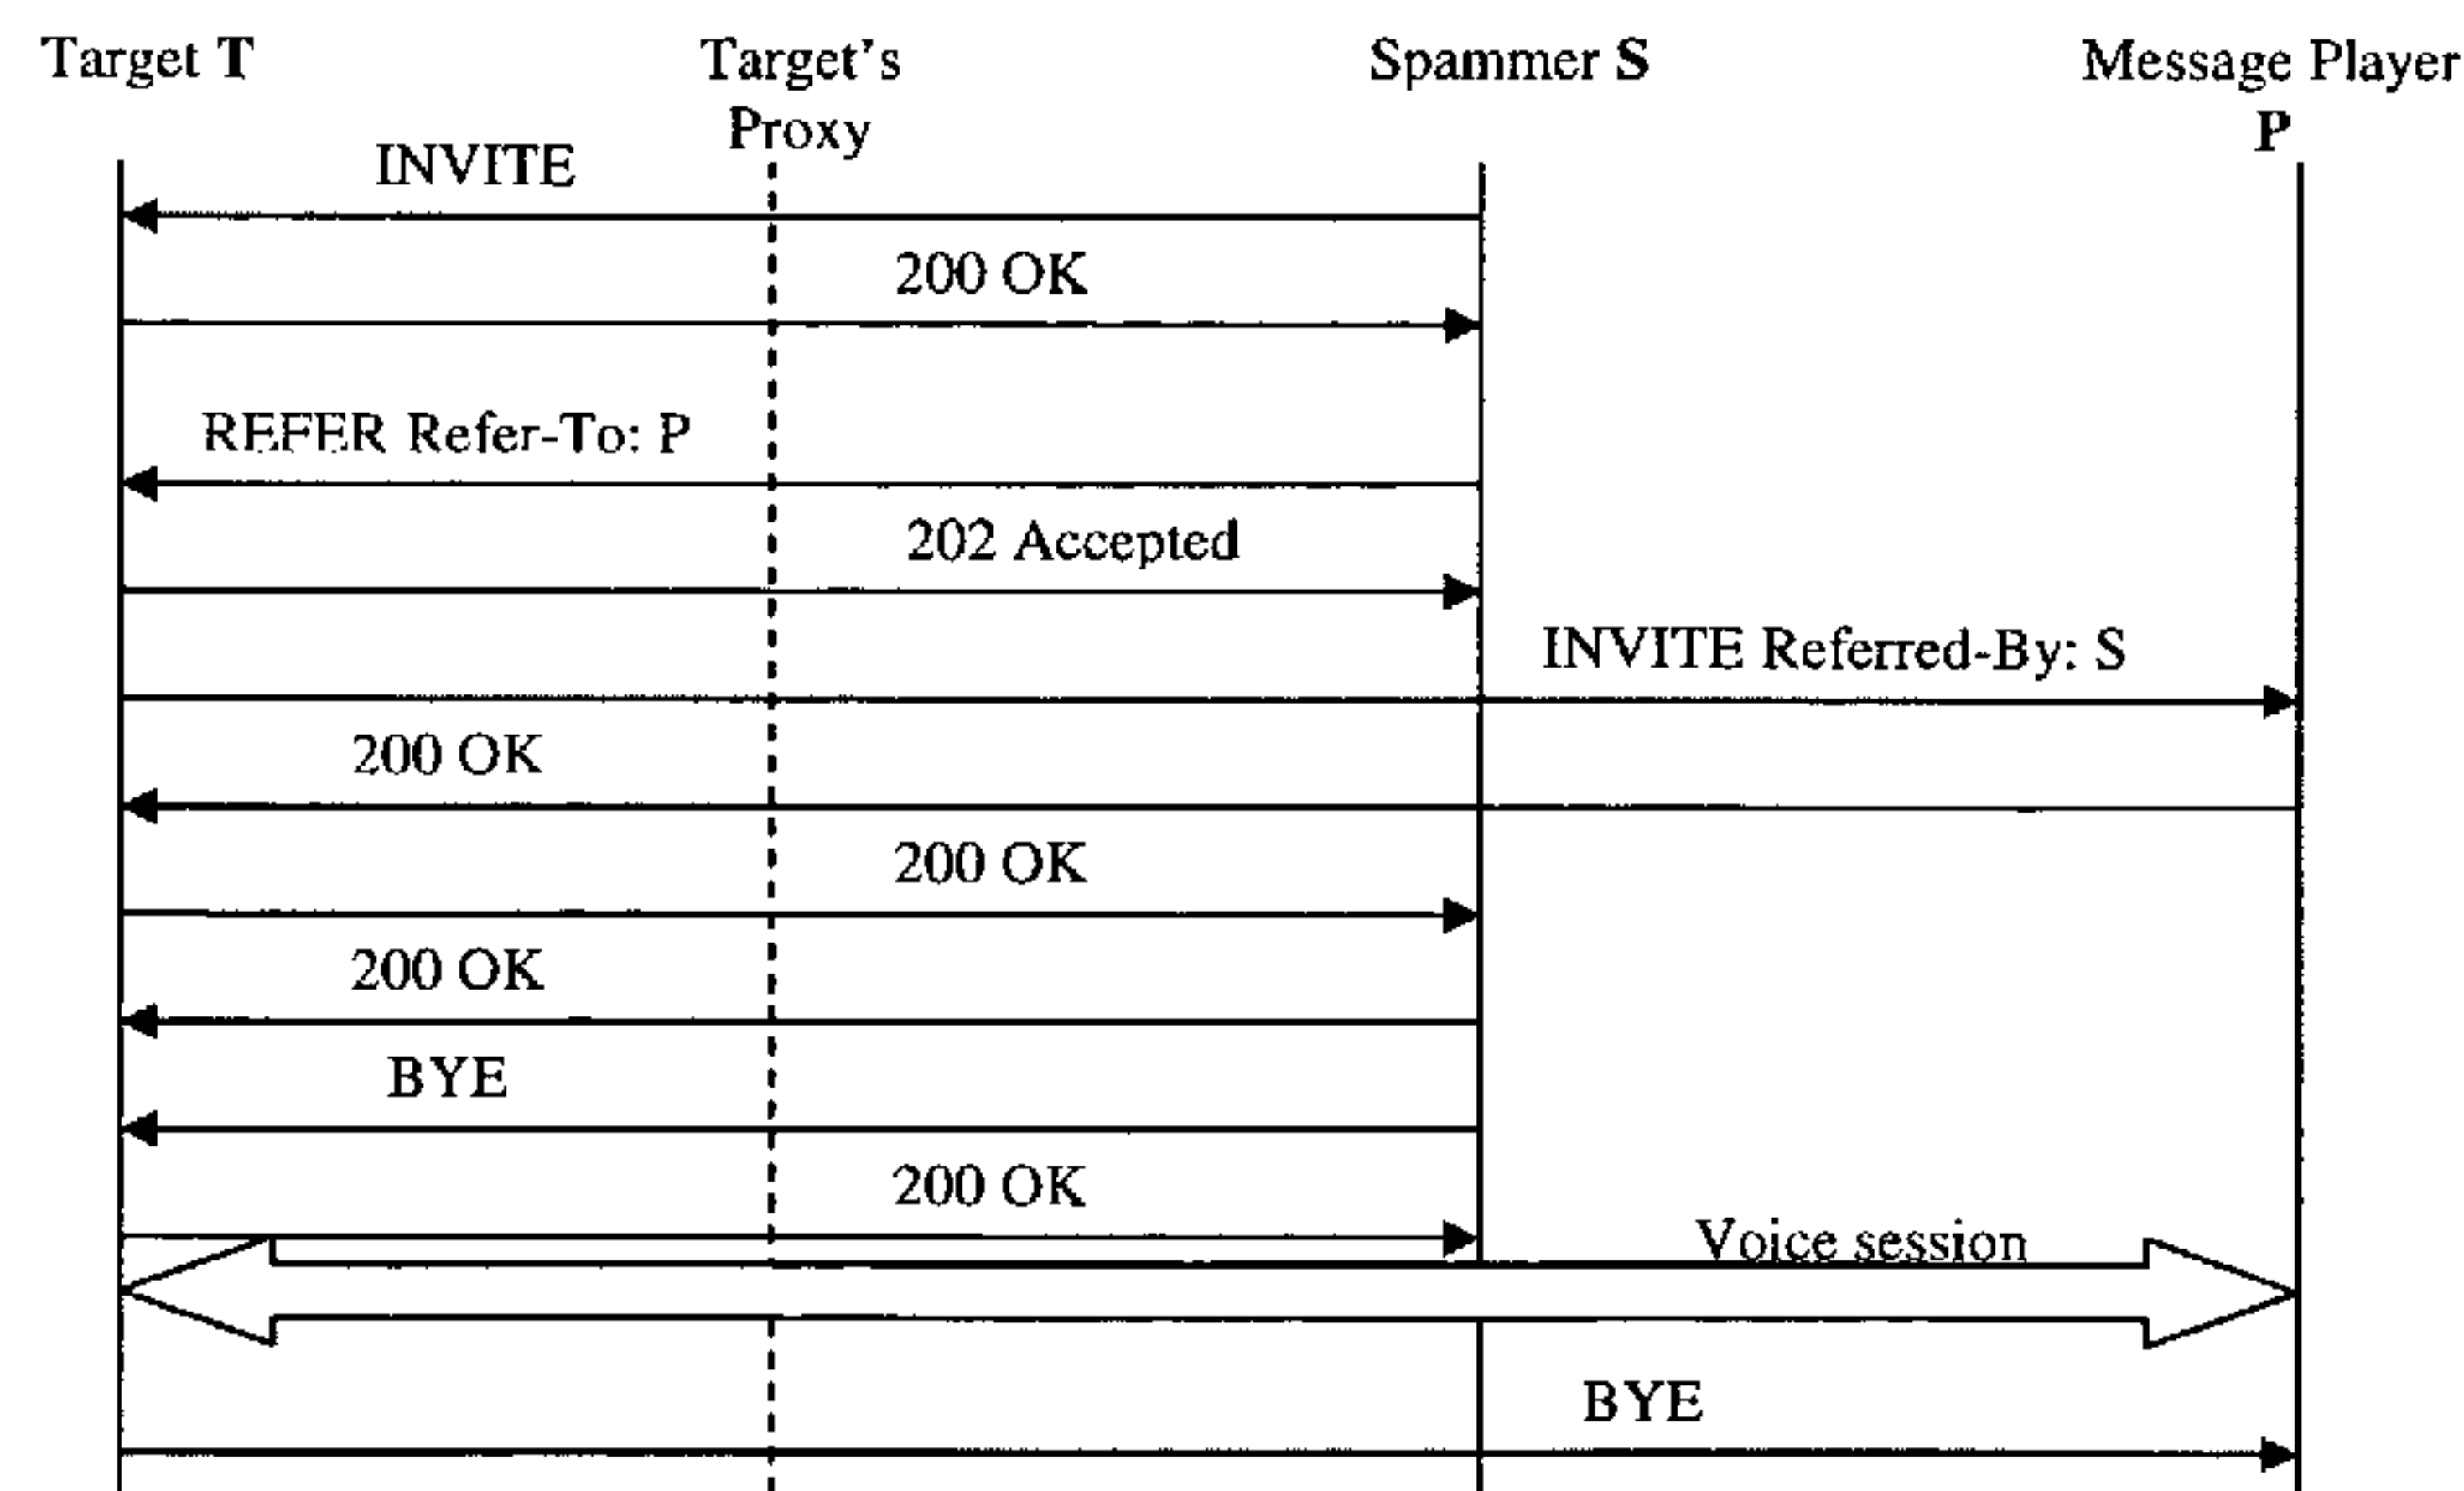 Target T
Target's
Proxy
Spammer S
Message Player
P
INVITE
200 OK
REFER Refer-To: P
202 Accepted
INVITE Referred-By: S
200 OK
200 OK
200 OK
BYE
200 OK
Voice session
BYE